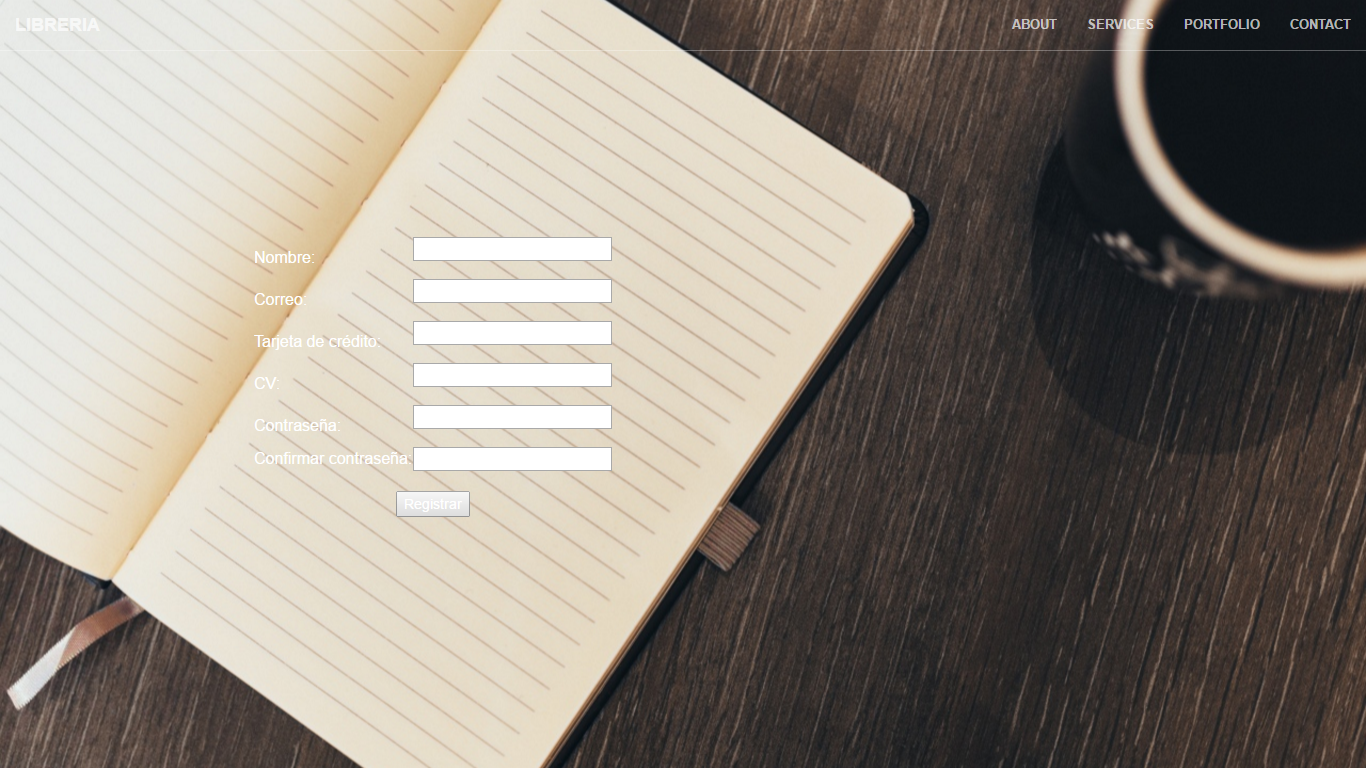 LIBRERIA
ABOUT SERVICES PORTFOLIO CONTACT
Nombre:
Correo:
Tarjeta de crédito:
CV:
Contraseña:
Confirmar contraseña:
Registrar